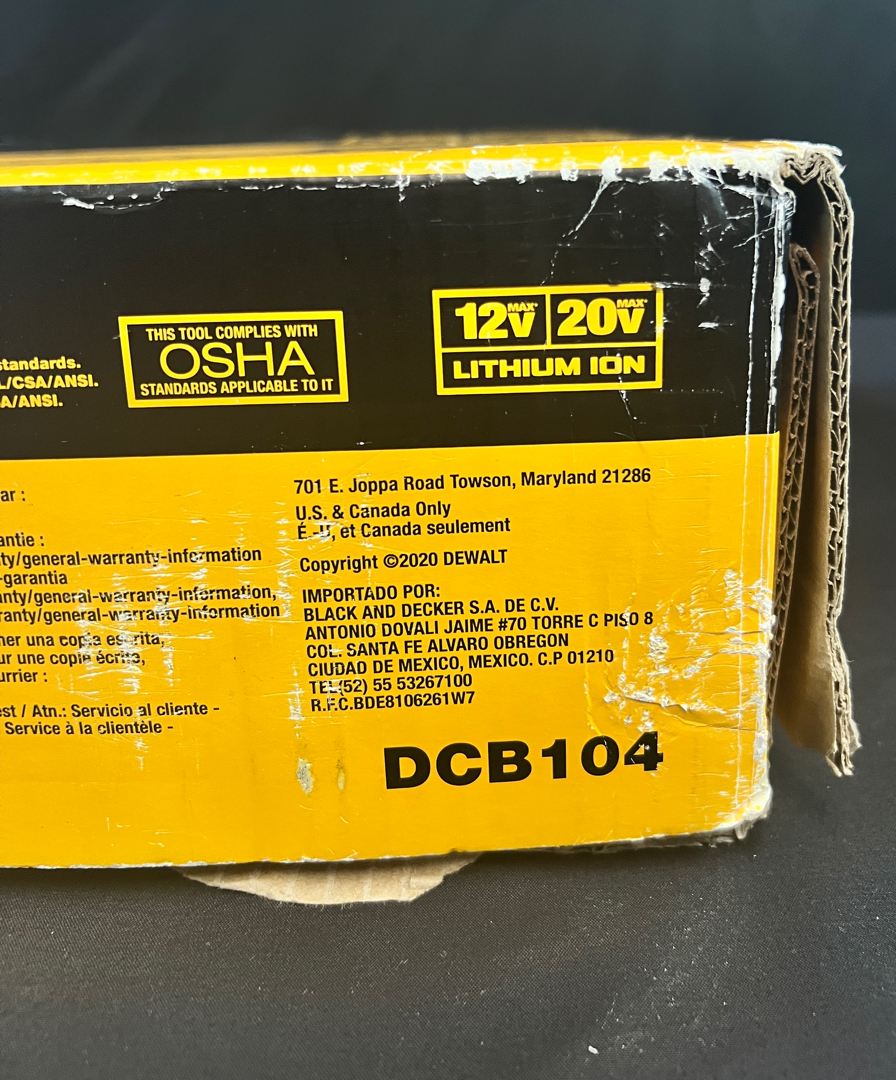 standards.
L/CSA/ANSI.
A/ANSI.
THIS TOOL COMPLIES WITH
OSHA
STANDARDS APPLICABLE TO IT
12V MAX* 20V MAX*
LITHIUM ION
ar :
antie :
ty/general-warranty-information
-garantia
anty/general-warranty-information,
ranty/general-warranty-information
ner una copia escrita,
ur une copie écrite,
urrier :
est / Atn.: Servicio al cliente -
Service à la clientèle -
701 E. Joppa Road Towson, Maryland 21286
U.S. & Canada Only
É.-U, et Canada seulement
Copyright ©2020 DEWALT
IMPORTADO POR:
BLACK AND DECKER S.A. DE C.V.
ANTONIO DOVALI JAIME #70 TORRE C PISO 8
COL. SANTA FE ALVARO OBREGON
CIUDAD DE MEXICO, MEXICO. C.P 01210
TEL(52) 55 53267100
R.F.C.BDE8106261W7
DCB104